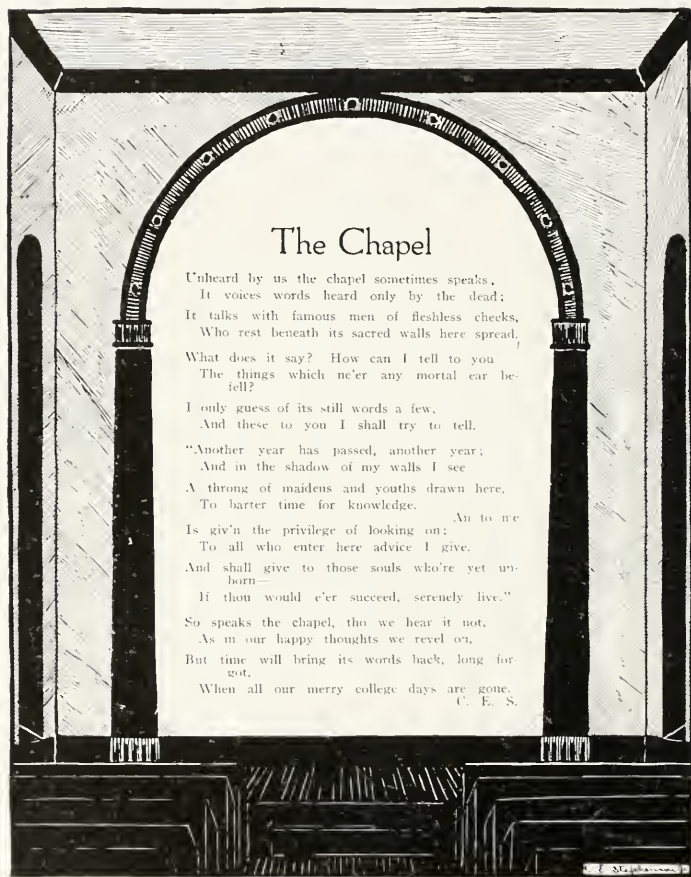 The Chapel
Unheard by us the chapel sometimes speaks,
It voices words heard only by the dead;
It talks with famous men of fleshless cheeks,
Who rest beneath its sacred walls here spread.
What does it say? How can I tell to you
The things which ne'er any mortal ear be-
fell?
I only guess of its still words a few,
And these to you I shall try to tell.
"Another year has passed, another year;
And in the shadow of my walls I see
A throng of maidens and youths drawn here,
To barter time for knowledge.
An to me
Is giv'n the privilege of looking on;
To all who enter here advice I give.
And shall give to those souls who're yet un-
born—
If thou would e'er succeed, serenely live."
So speaks the chapel, tho we hear it not,
As in our happy thoughts we revel on,
But time will bring its words back, long for-
got,
When all our merry college days are gone.
C. E. S.
E Stephenson